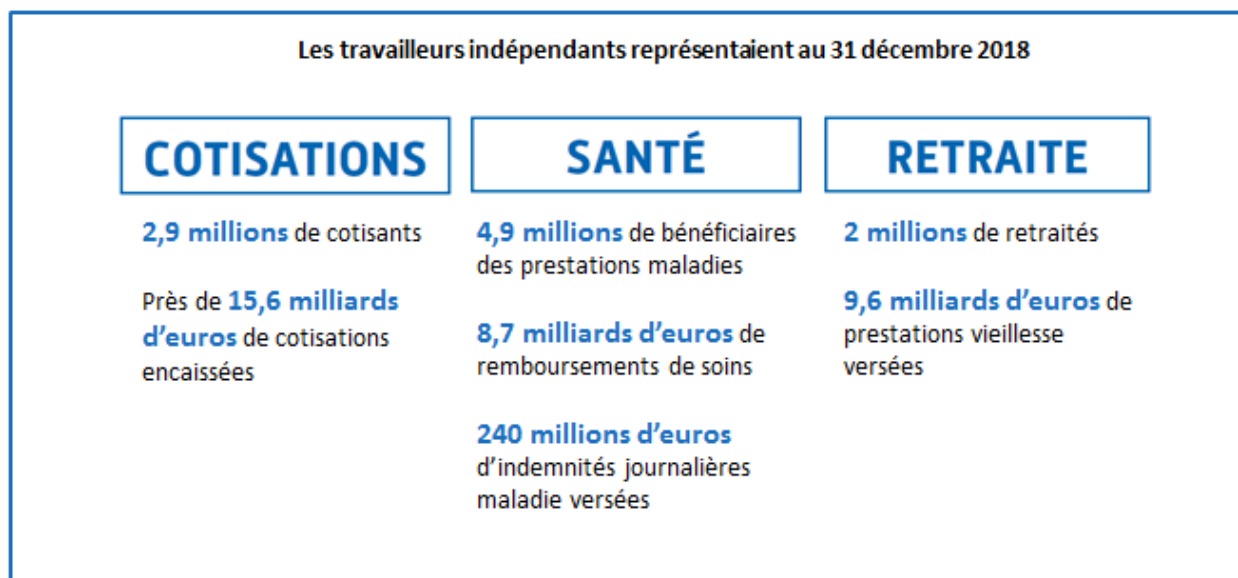 Les travailleurs indépendants représentaient au 31 décembre 2018
COTISATIONS
2,9 millions de cotisants
Près de 15,6 milliards
d'euros de cotisations
encaissées
SANTÉ
4,9 millions de bénéficiaires
des prestations maladies
8,7 milliards d'euros de
remboursements de soins
240 millions d'euros
d'indemnités journalières
maladie versées
RETRAITE
2 millions de retraités
9,6 milliards d'euros de
prestations vieillesse
versées